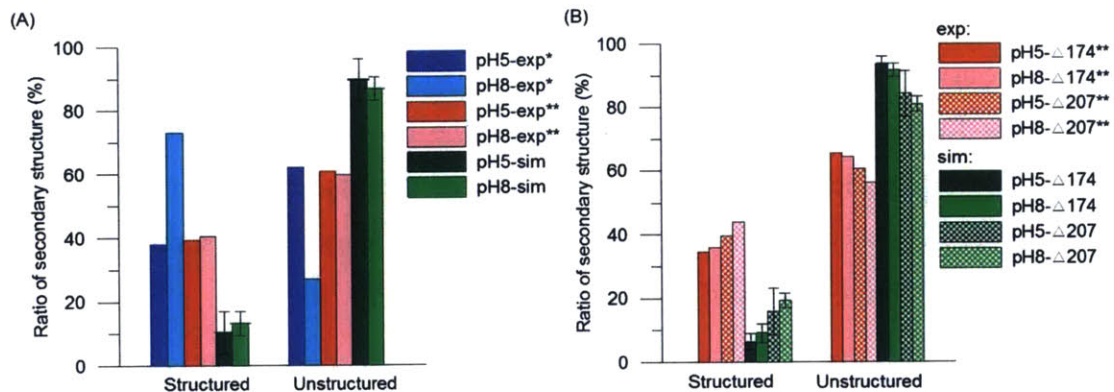 (A)
Ratio of secondary structure (%)
100
80
60
40
20
0
Structured
Unstructured
pH5-exp*
pH8-exp*
pH5-exp**
pH8-exp**
pH5-sim
pH8-sim
(B)
Ratio of secondary structure (%)
100
80
60
40
20
0
Structured
Unstructured
exp:
pH5-△174**
pH8-△174**
pH5-△207**
pH8-△207**
sim:
pH5-△174
pH8-△174
pH5-△207
pH8-△207